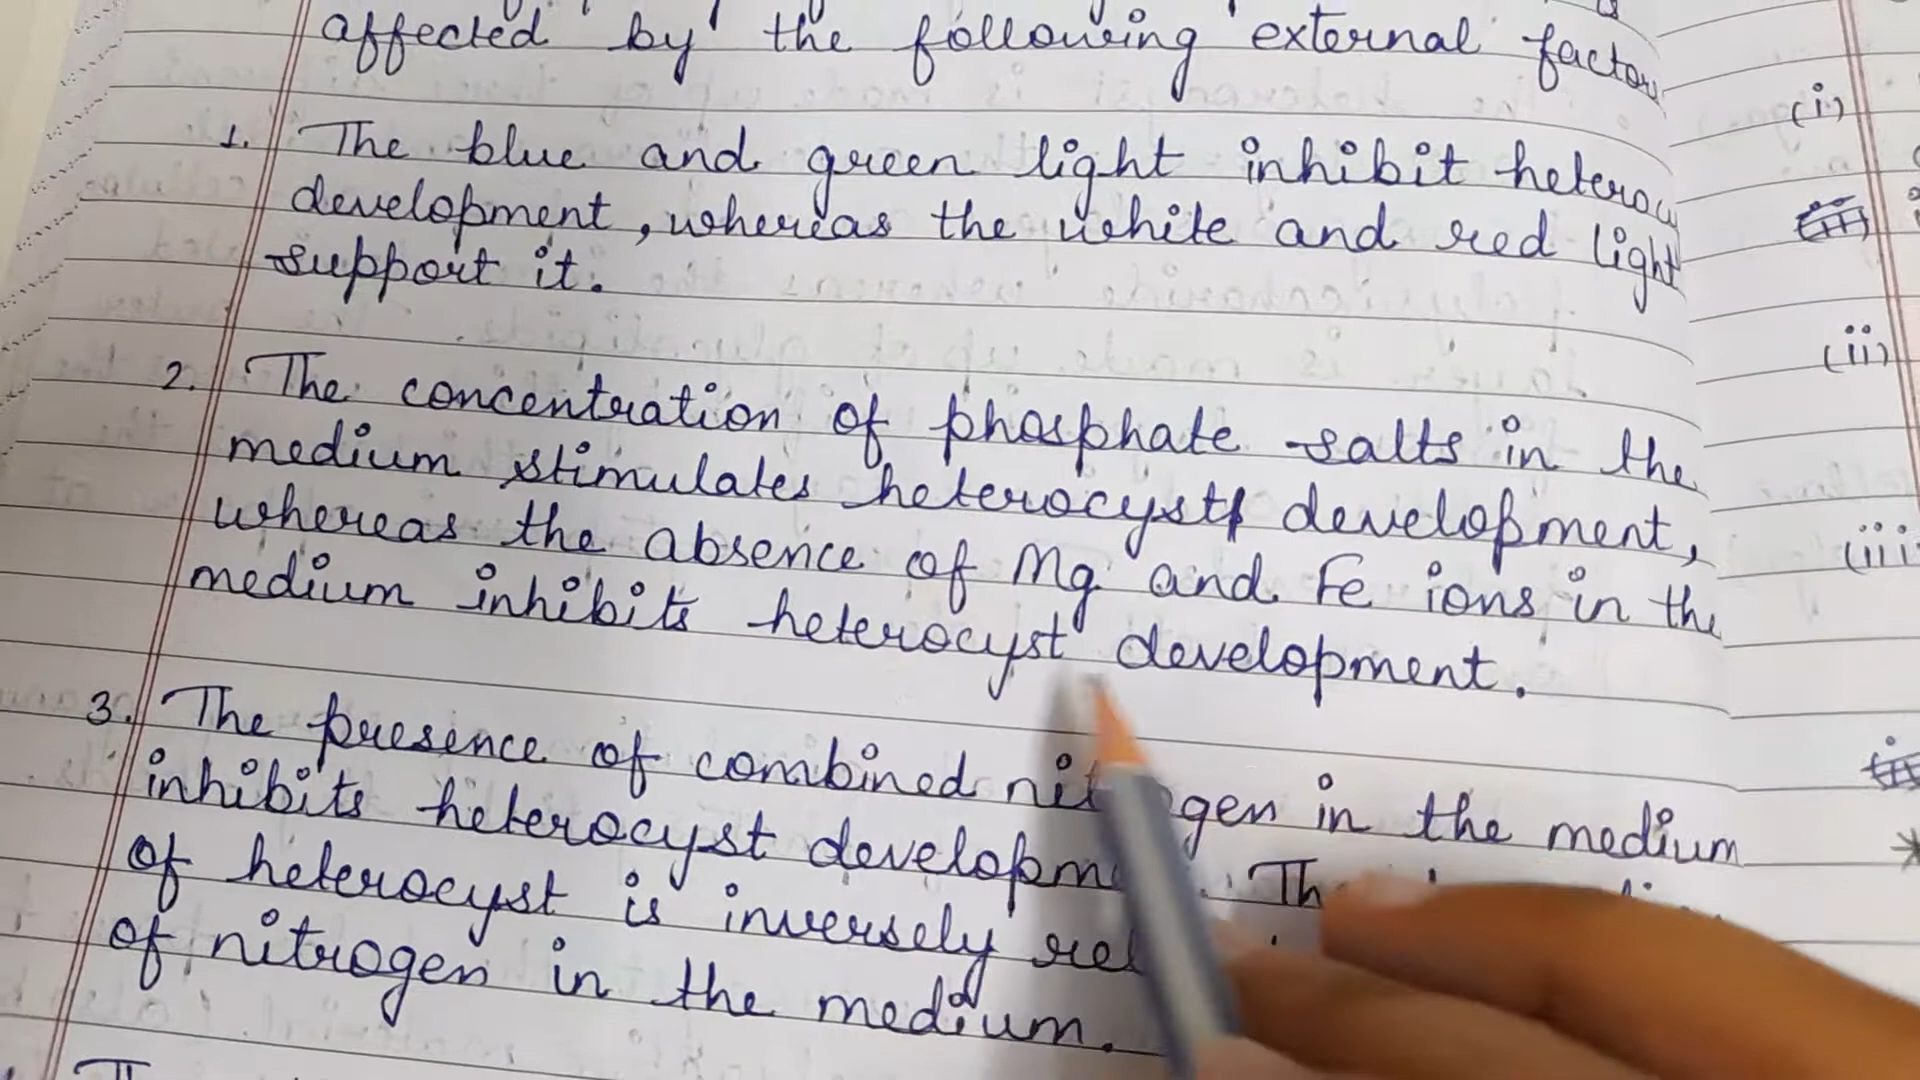 affected by the following external factor
1. The blue and green light inhibit heterocy
development, whereas the white and red light
support it.
2. The concentration of phosphate salts in the
medium stimulates heterocyst development,
whereas the absence of Mg and Fe ions in the
medium inhibits heterocyst development.
3. The presence of combined nitrogen in the medium
inhibits heterocyst developm
of heterocyst is inversely rel
of nitrogen in the medium.
(i)
(ii)
(iii